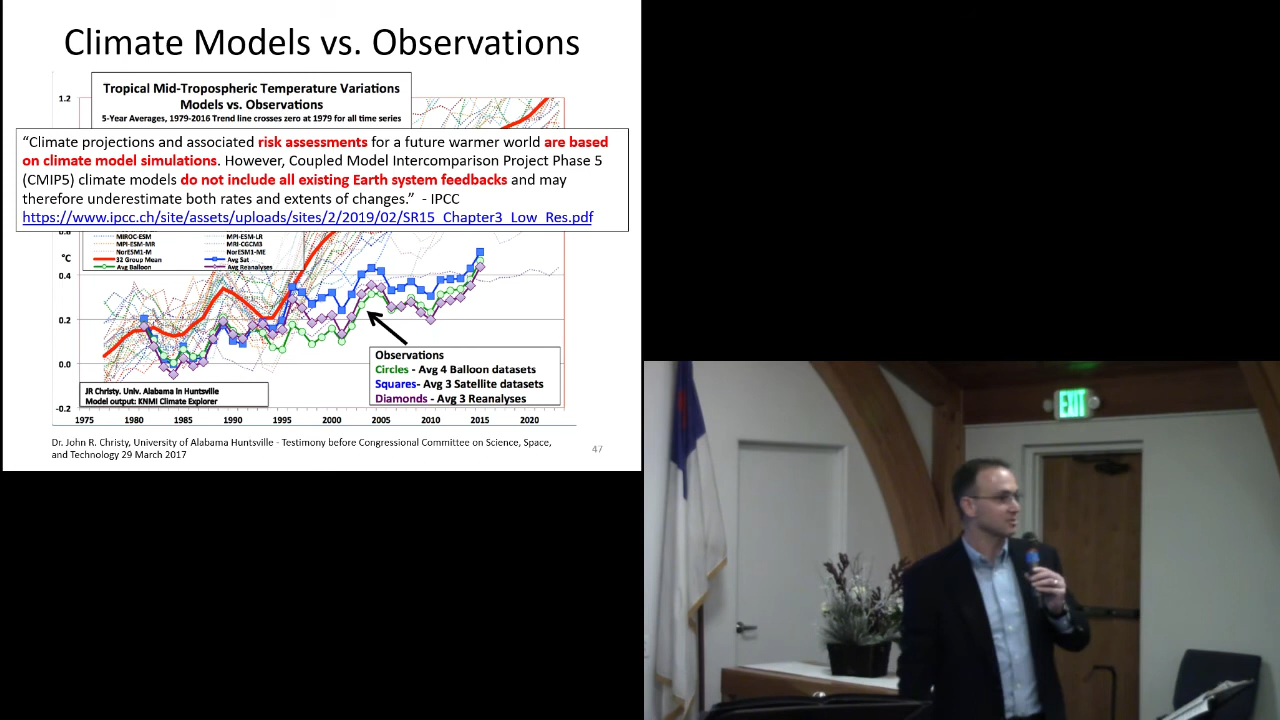 Climate Models vs. Observations
Tropical Mid-Tropospheric Temperature Variations
Models vs. Observations
5-Year Averages, 1979-2016 Trend line crosses zero at 1979 for all time series
1.2
“Climate projections and associated risk assessments for a future warmer world are based
on climate model simulations. However, Coupled Model Intercomparison Project Phase 5
(CMIP5) climate models do not include all existing Earth system feedbacks and may
therefore underestimate both rates and extents of changes.” - IPCC
https://www.ipcc.ch/site/assets/uploads/sites/2/2019/02/SR15_Chapter3_Low_Res.pdf
MIROC-ESM MPI-ESM-LR
MPI-ESM-MR MRI-CGCM3
NorESM1-M NorESM1-ME
°C
32 Group Mean Avg Sat
Avg Balloon Avg Reanalyses
0.4
0.2
0.0
-0.2
Observations
Circles - Avg 4 Balloon datasets
Squares- Avg 3 Satellite datasets
Diamonds - Avg 3 Reanalyses
JR Christy. Univ. Alabama in Huntsville
Model output: KNMI Climate Explorer
1975 1980 1985 1990 1995 2000 2005 2010 2015 2020
Dr. John R. Christy, University of Alabama Huntsville - Testimony before Congressional Committee on Science, Space,
and Technology 29 March 2017
47
EXIT